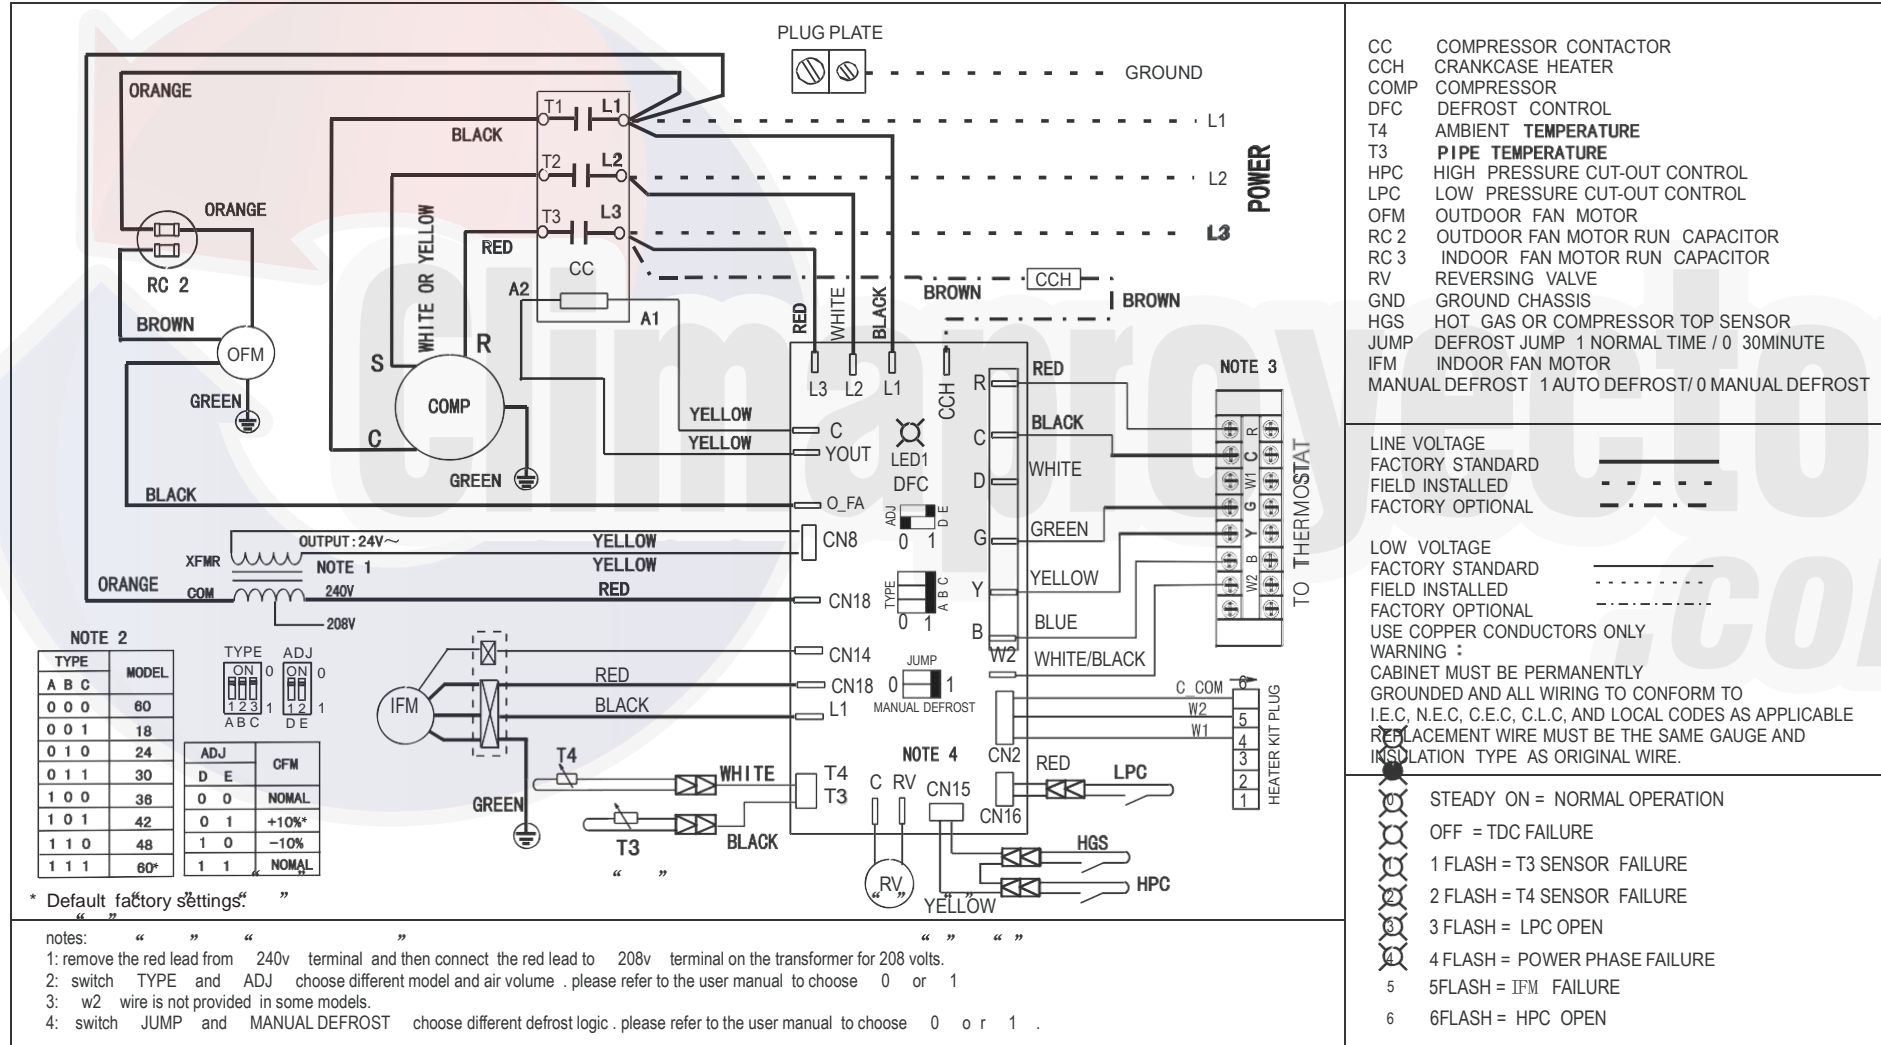 PLUG PLATE
GROUND
ORANGE
T1 L1
BLACK
L1
T2 L2
L2
POWER
ORANGE
T3 L3
L3
RED
WHITE OR YELLOW
CC
RC 2
A2
A1
CCH
BROWN
BROWN
BROWN
RED
WHITE
BLACK
OFM
S
R
C
COMP
GREEN
GREEN
L3 L2 L1
CCH
R
RED
NOTE 3
YELLOW
YELLOW
C
YOUT
LED1
DFC
C
BLACK
WHITE
D
BLACK
O_FA
ADJ
D E
0 1
G
GREEN
R
C
W1
G
Y
B
W2
TO THERMOSTAT
OUTPUT:24V～
YELLOW
YELLOW
CN8
XFMR
NOTE 1
ORANGE
COM
240V
RED
CN18
TYPE
A B C
0 1
Y
YELLOW
208V
B
BLUE
NOTE 2
TYPE MODEL
A B C
0 0 0 60
0 0 1 18
0 1 0 24
0 1 1 30
1 0 0 36
1 0 1 42
1 1 0 48
1 1 1 60*
TYPE ADJ
ON 0 ON 0
1 2 3 1 1 2 1
A B C D E
ADJ CFM
D E
0 0 NOMAL
0 1 +10%*
1 0 -10%
1 1 NOMAL
* Default factory settings.
IFM
CN14
RED
CN18
BLACK
L1
JUMP
0 1
MANUAL DEFROST
W2
WHITE/BLACK
C_COM
W2
W1
6
5
4
3
2
1
HEATER KIT PLUG
CN2
NOTE 4
T4
WHITE
T4
T3
GREEN
T3
BLACK
C RV
CN15
RED
LPC
CN16
HGS
HPC
RV
YELLOW
CC COMPRESSOR CONTACTOR
CCH CRANKCASE HEATER
COMP COMPRESSOR
DFC DEFROST CONTROL
T4 AMBIENT TEMPERATURE
T3 PIPE TEMPERATURE
HPC HIGH PRESSURE CUT-OUT CONTROL
LPC LOW PRESSURE CUT-OUT CONTROL
OFM OUTDOOR FAN MOTOR
RC 2 OUTDOOR FAN MOTOR RUN CAPACITOR
RC 3 INDOOR FAN MOTOR RUN CAPACITOR
RV REVERSING VALVE
GND GROUND CHASSIS
HGS HOT GAS OR COMPRESSOR TOP SENSOR
JUMP DEFROST JUMP 1 NORMAL TIME / 0 30MINUTE
IFM INDOOR FAN MOTOR
MANUAL DEFROST 1 AUTO DEFROST/ 0 MANUAL DEFROST
LINE VOLTAGE
FACTORY STANDARD
FIELD INSTALLED
FACTORY OPTIONAL
LOW VOLTAGE
FACTORY STANDARD
FIELD INSTALLED
FACTORY OPTIONAL
USE COPPER CONDUCTORS ONLY
WARNING：
CABINET MUST BE PERMANENTLY
GROUNDED AND ALL WIRING TO CONFORM TO
I.E.C, N.E.C, C.E.C, C.L.C, AND LOCAL CODES AS APPLICABLE
REPLACEMENT WIRE MUST BE THE SAME GAUGE AND
INSULATION TYPE AS ORIGINAL WIRE.
0 STEADY ON = NORMAL OPERATION
OFF = TDC FAILURE
1 1 FLASH = T3 SENSOR FAILURE
2 2 FLASH = T4 SENSOR FAILURE
3 3 FLASH = LPC OPEN
4 4 FLASH = POWER PHASE FAILURE
5 5FLASH = IFM FAILURE
6 6FLASH = HPC OPEN
notes: “ ” “ ” “ ” “ ”
1: remove the red lead from 240v terminal and then connect the red lead to 208v terminal on the transformer for 208 volts.
2: switch TYPE and ADJ choose different model and air volume . please refer to the user manual to choose 0 or 1
3: w2 wire is not provided in some models.
4: switch JUMP and MANUAL DEFROST choose different defrost logic . please refer to the user manual to choose 0 o r 1 .
Climaproyecto
.co